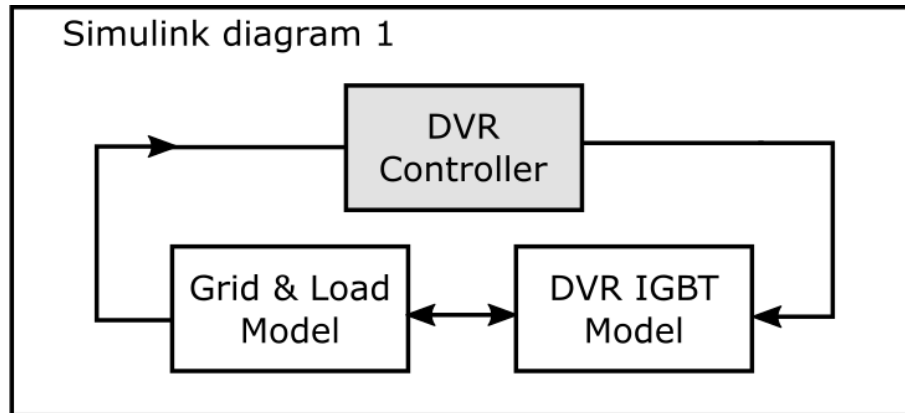 Simulink diagram 1
DVR
Controller
Grid & Load
Model
DVR IGBT
Model